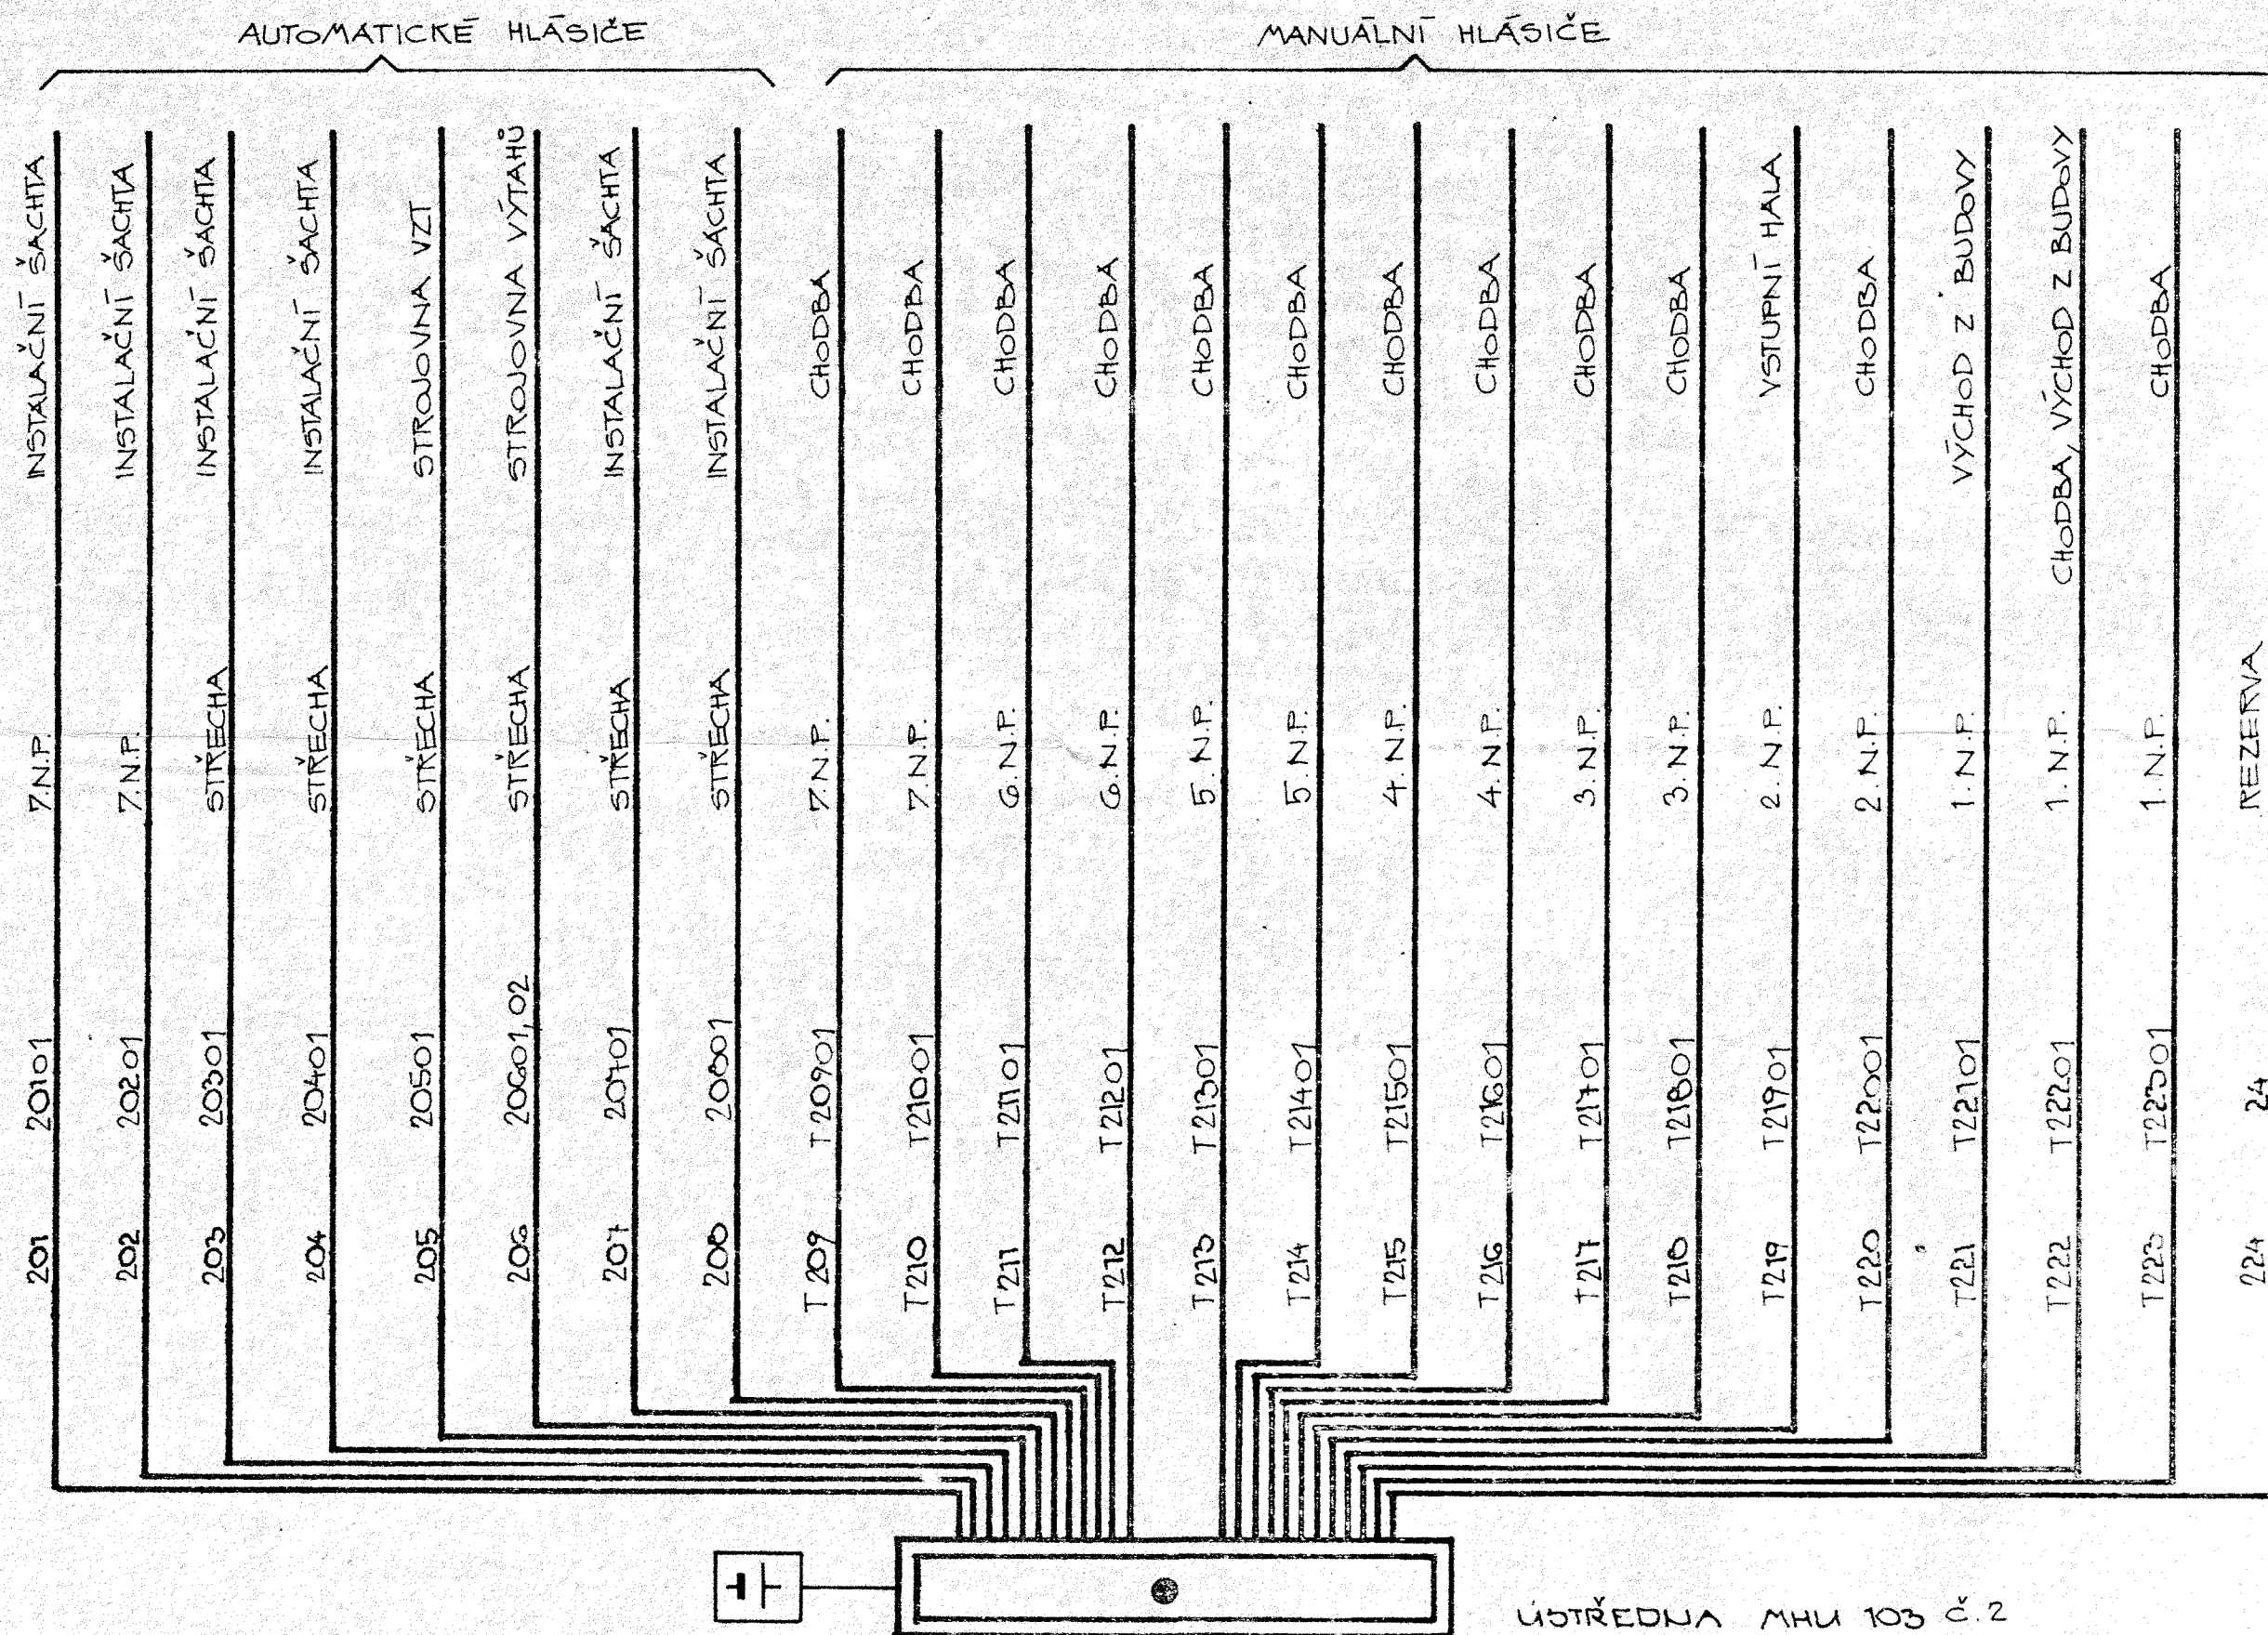 AUTOMATICKÉ HLÁSIČE
MANUÁLNÍ HLÁSIČE
201 20101 7.N.P. INSTALAČNÍ ŠACHTA
202 20201 7.N.P. INSTALAČNÍ ŠACHTA
203 20301 STŘECHA INSTALAČNÍ ŠACHTA
204 20401 STŘECHA INSTALAČNÍ ŠACHTA
205 20501 STŘECHA STROJOVNA VZT
206 20601,02 STŘECHA STROJOVNA VÝTAHŮ
207 20701 STŘECHA INSTALAČNÍ ŠACHTA
208 20801 STŘECHA INSTALAČNÍ ŠACHTA
T209 T20901 7.N.P. CHODBA
T210 T21001 7.N.P. CHODBA
T211 T21101 6.N.P. CHODBA
T212 T21201 6.N.P. CHODBA
T213 T21301 5.N.P. CHODBA
T214 T21401 5.N.P. CHODBA
T215 T21501 4.N.P. CHODBA
T216 T21601 4.N.P. CHODBA
T217 T21701 3.N.P. CHODBA
T218 T21801 3.N.P. CHODBA
T219 T21901 2.N.P. VSTUPNÍ HALA
T220 T22001 2.N.P. CHODBA
T221 T22101 1.N.P. VÝCHOD Z BUDOVY
T222 T22201 1.N.P. CHODBA, VÝCHOD Z BUDOVY
T223 T22301 1.N.P. CHODBA
224 24 REZERVA
ÚSTŘEDNA MHU 103 Č.2